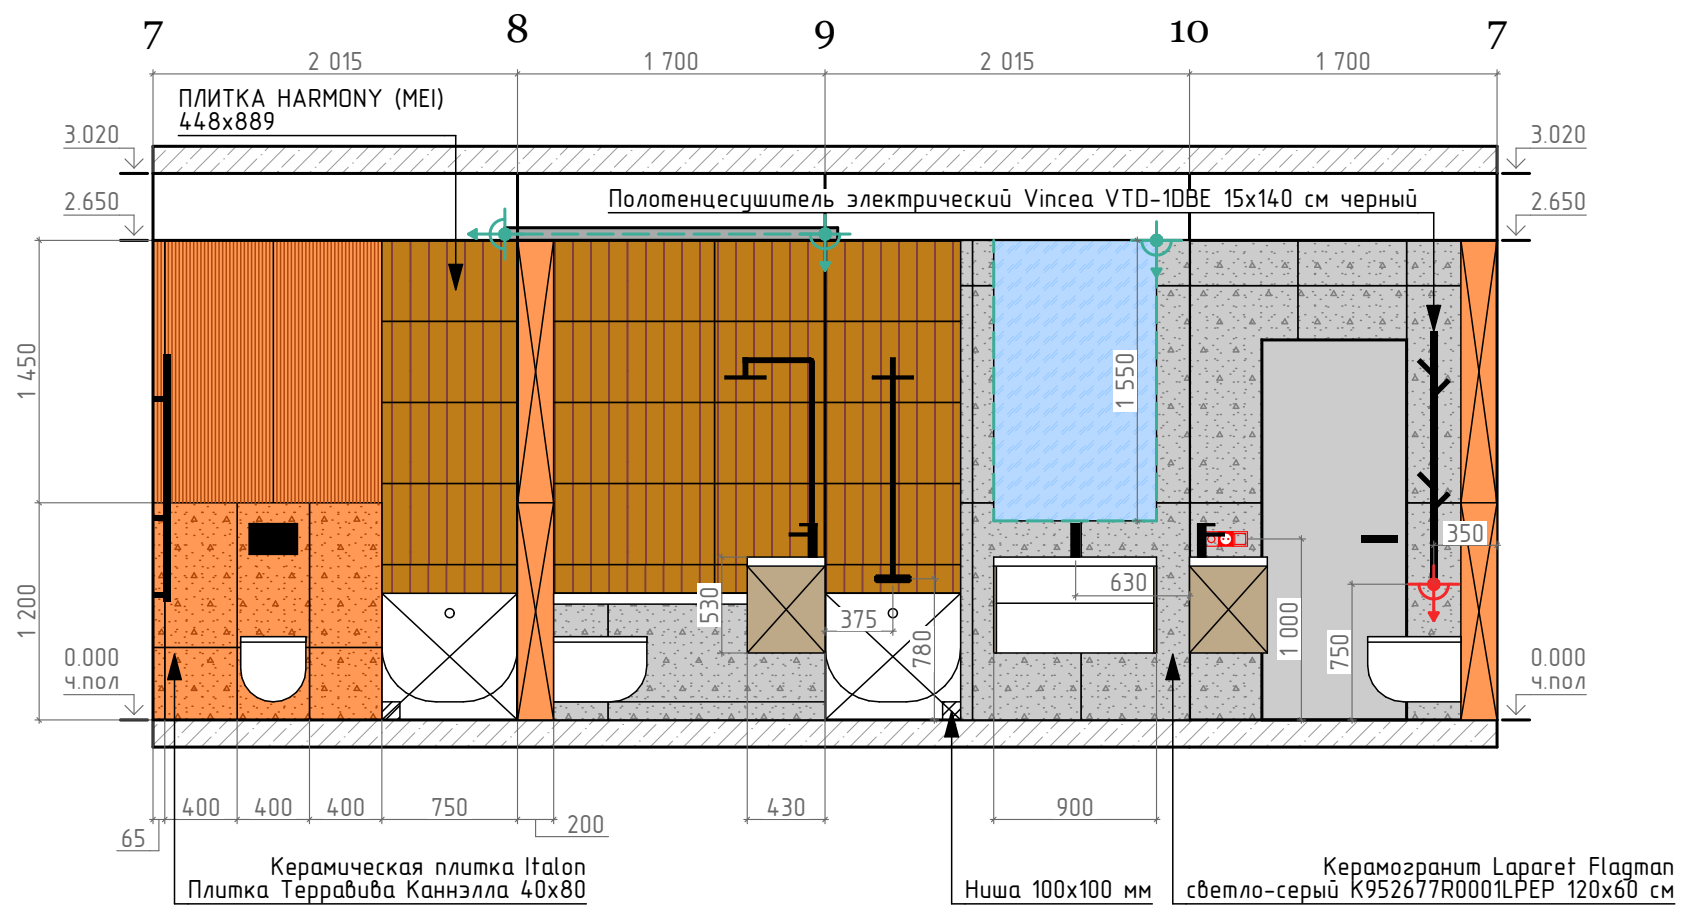 7 8 9 10 7
2 015 1 700 2 015 1 700
ПЛИТКА HARMONY (MEI)
448x889
3.020 3.020
Полотенцесушитель электрический Vincea VTD-1DBE 15x140 см черный
2.650 2.650
1 450
1 550
350
1 200
530
630
375
780
1 000
750
0.000 0.000
ч.пол ч.пол
400 400 400 750 430 900
65 200
Керамическая плитка Italon
Плитка Терравива Каннэлла 40x80
Ниша 100x100 мм
Керамогранит Laparet Flagman
светло-серый K952677R0001LPEP 120x60 см